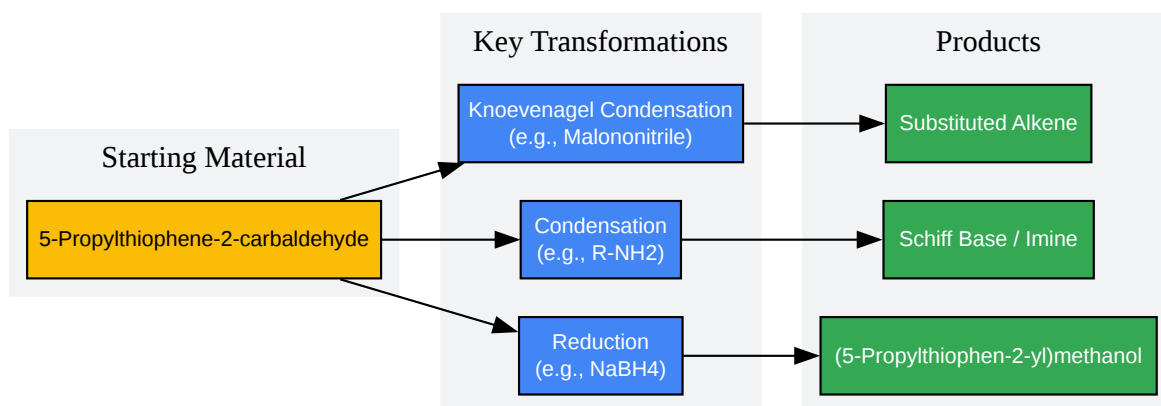 Key Transformations
Products
Starting Material
Knoevenagel Condensation
(e.g., Malononitrile)
Substituted Alkene
5-Propylthiophene-2-carbaldehyde
Condensation
(e.g., R-NH2)
Schiff Base / Imine
Reduction
(e.g., NaBH4)
(5-Propylthiophen-2-yl)methanol